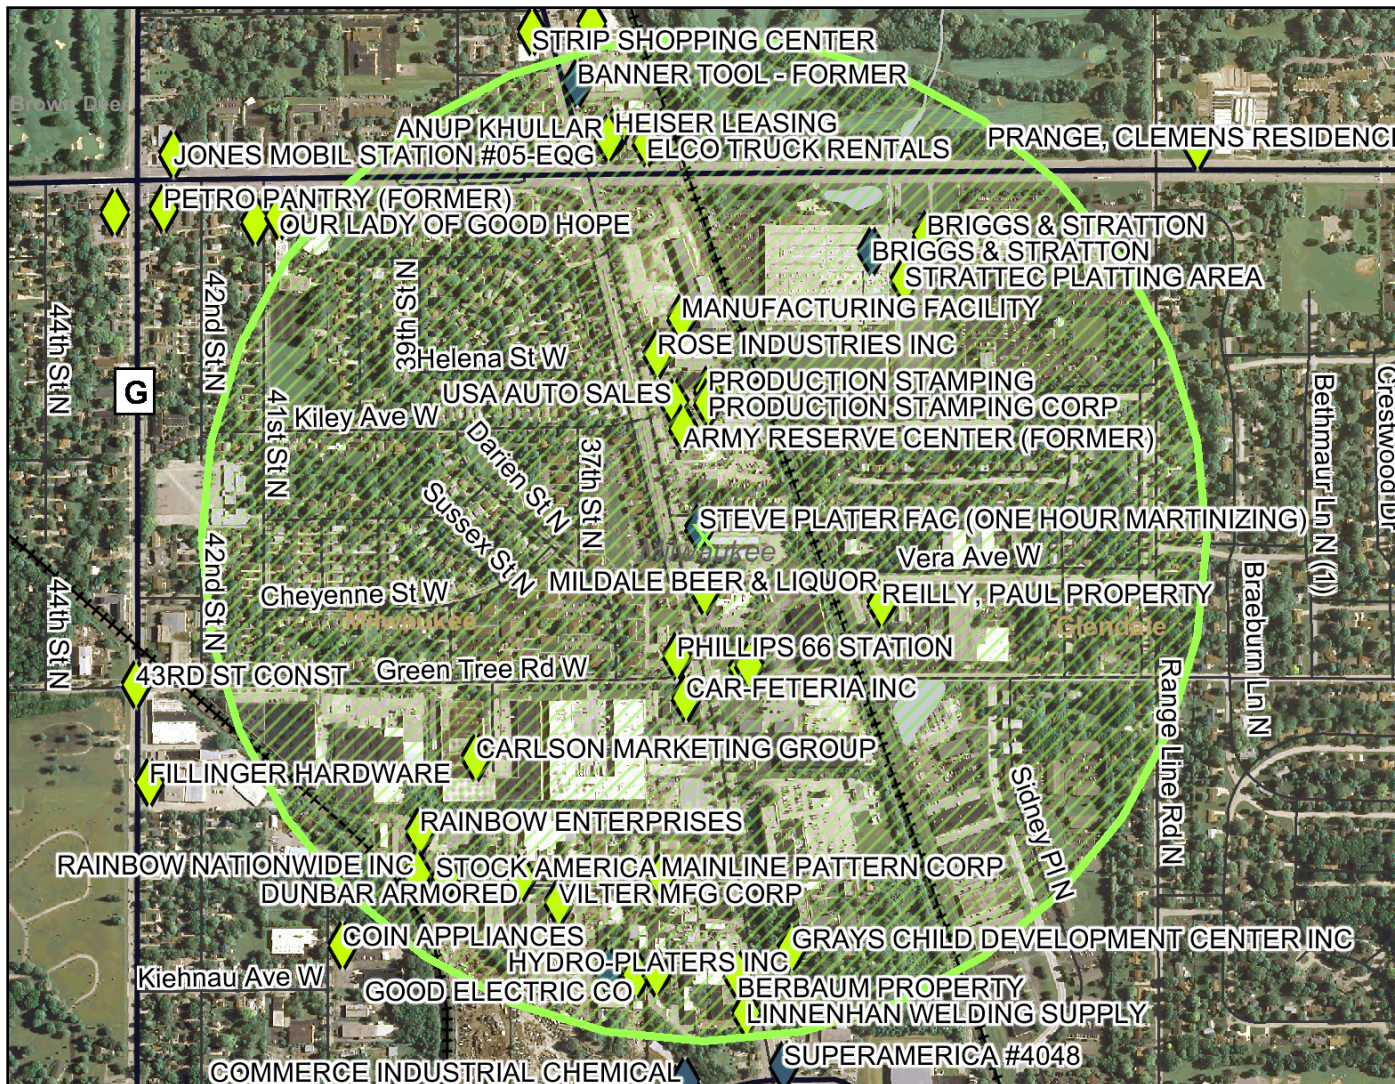 STRIP SHOPPING CENTER
BANNER TOOL - FORMER
Brown Deer
ANUP KHULLAR
HEISER LEASING
PRANGE, CLEMENS RESIDENCE
JONES MOBIL STATION #05-EQG
ELCO TRUCK RENTALS
PETRO PANTRY (FORMER)
OUR LADY OF GOOD HOPE
BRIGGS & STRATTON
BRIGGS & STRATTON
STRATTEC PLATTING AREA
42nd St N
39th St N
44th St N
MANUFACTURING FACILITY
Helena St W
ROSE INDUSTRIES INC
G
USA AUTO SALES
PRODUCTION STAMPING
PRODUCTION STAMPING CORP
Kiley Ave W
41st St N
Darien St N
37th St N
ARMY RESERVE CENTER (FORMER)
Bethmaur Ln N (1)
Crestwood Dr
Sussex St N
STEVE PLATER FAC (ONE HOUR MARTINIZING)
Milwaukee
Vera Ave W
42nd St N
44th St N
Cheyenne St W
MILDALE BEER & LIQUOR
REILLY, PAUL PROPERTY
Milwaukee
Glendale
Braeburn Ln N
PHILLIPS 66 STATION
43RD ST CONST
Green Tree Rd W
CAR-FETERIA INC
Range Line Rd N
CARLSON MARKETING GROUP
FILLINGER HARDWARE
Sidney Pl N
RAINBOW ENTERPRISES
RAINBOW NATIONWIDE INC
STOCK AMERICA
MAINLINE PATTERN CORP
DUNBAR ARMORED
VILTER MFG CORP
COIN APPLIANCES
GRAYS CHILD DEVELOPMENT CENTER INC
HYDRO-PLATERS INC
Kiehnau Ave W
GOOD ELECTRIC CO
BERBAUM PROPERTY
LINNENHAN WELDING SUPPLY
SUPERAMERICA #4048
COMMERCE INDUSTRIAL CHEMICAL